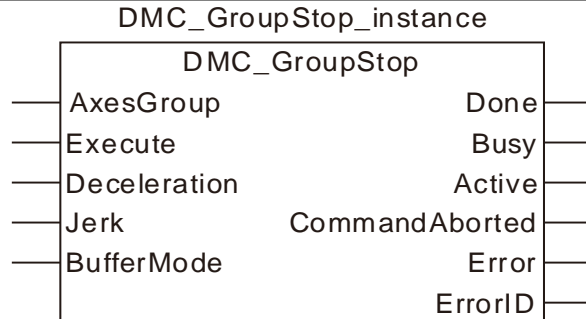 DMC_GroupStop_instance
DMC_GroupStop
AxesGroup Done
Execute Busy
Deceleration Active
Jerk CommandAborted
BufferMode Error
ErrorID